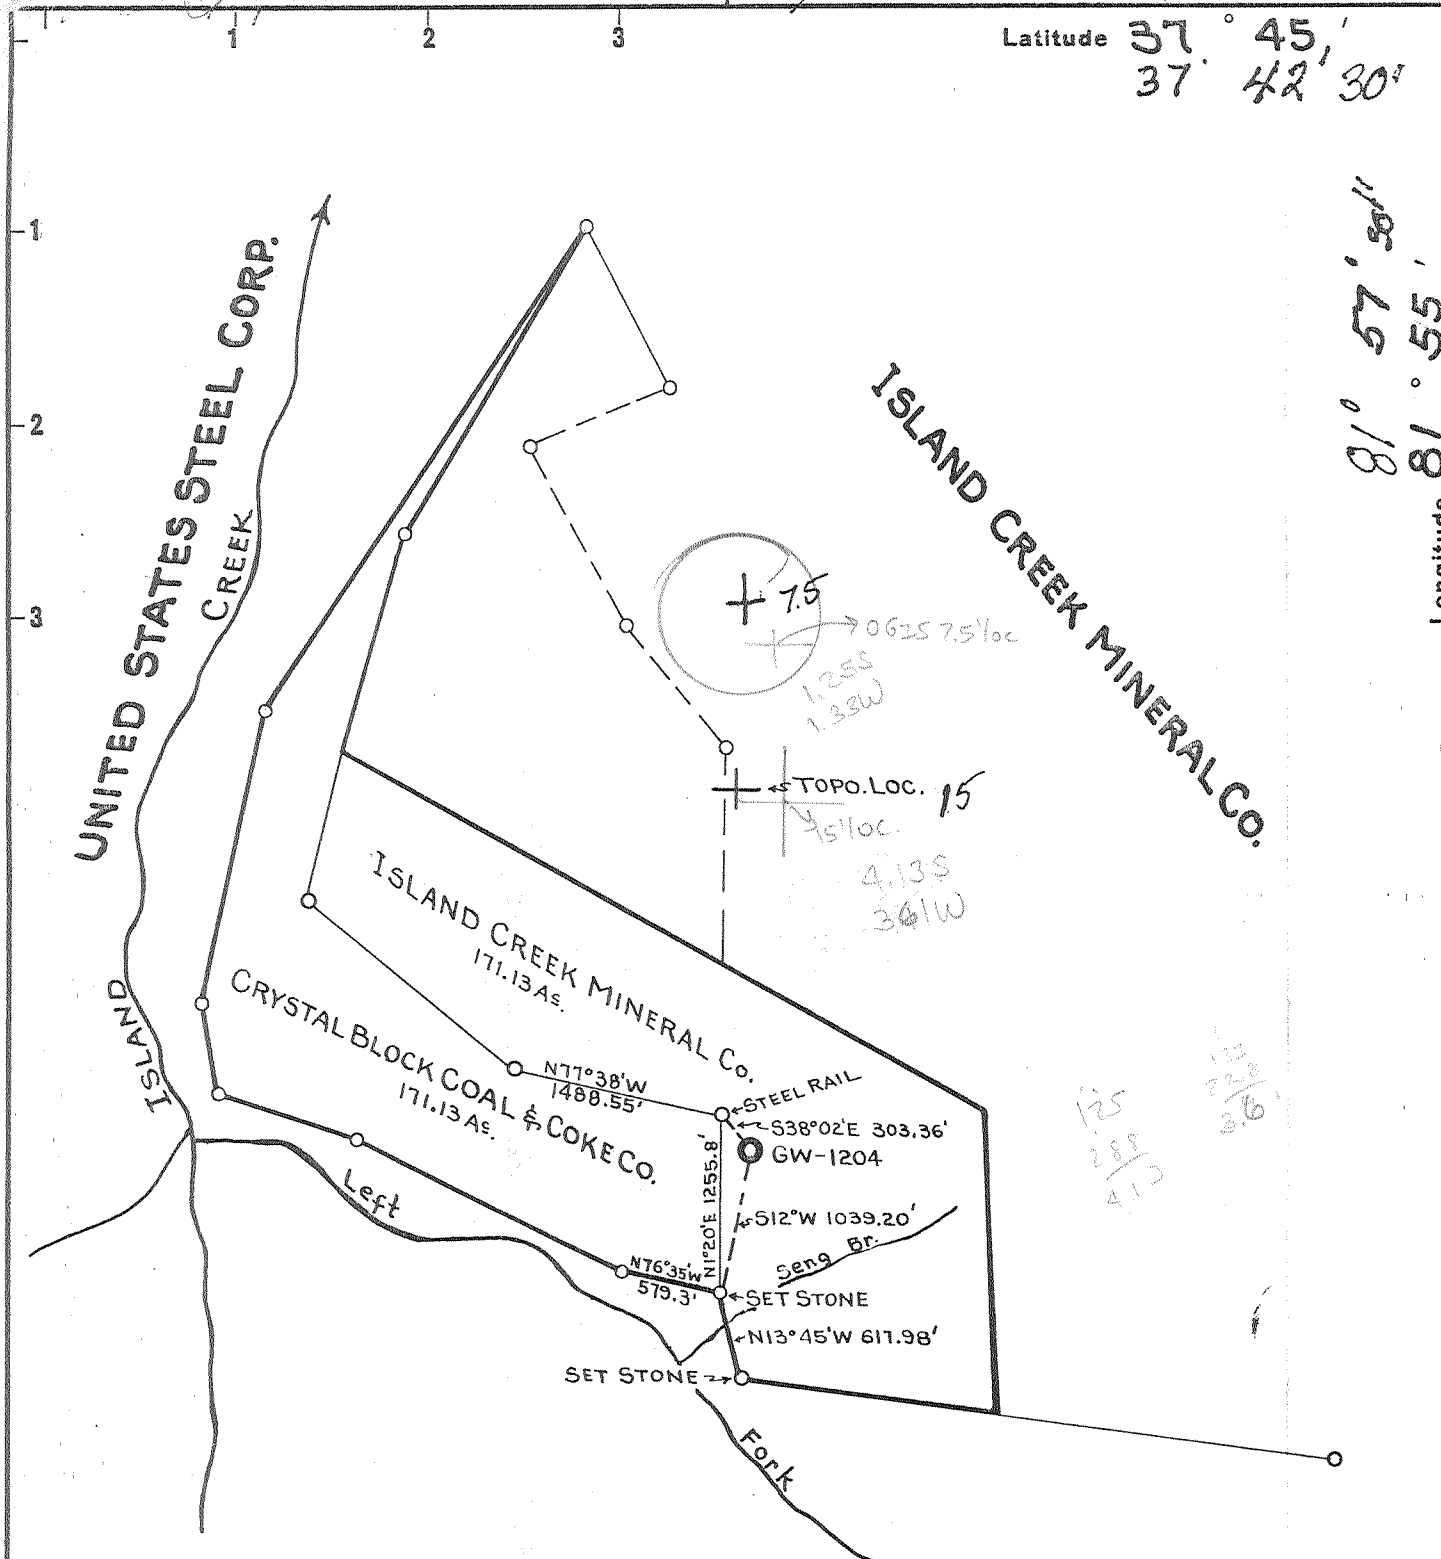 1 2 3
Latitude 37° 45'
37° 42' 30"
81° 57' 30"
81° 55'
Longitude
1
2
3
UNITED STATES STEEL CORP.
CREEK
ISLAND
ISLAND CREEK MINERAL CO.
7.5
7.5' loc
1.25S
1.33W
TOPO. LOC. 15
15' loc.
4.13S
3.61W
ISLAND CREEK MINERAL Co.
171.13 As.
CRYSTAL BLOCK COAL & COKE Co.
171.13 As.
N77°38'W
1488.55'
STEEL RAIL
S38°02'E 303.36'
GW-1204
N1°20'E 1255.8'
S12°W 1039.20'
Seng Br.
Left
N76°35'W
579.3'
SET STONE
N13°45'W 617.98'
SET STONE
Fork
125
288
4.13